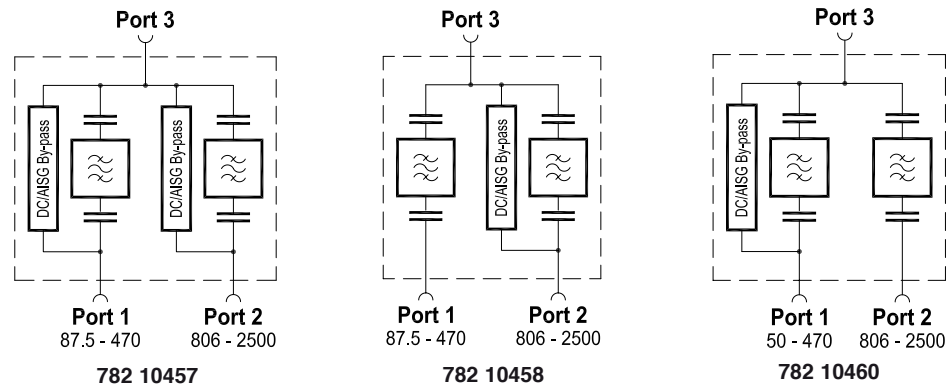 Port 3
DC/AISG By-pass
DC/AISG By-pass
Port 1
87.5 - 470
Port 2
806 - 2500
782 10457
Port 3
DC/AISG By-pass
Port 1
87.5 - 470
Port 2
806 - 2500
782 10458
Port 3
DC/AISG By-pass
Port 1
50 - 470
Port 2
806 - 2500
782 10460